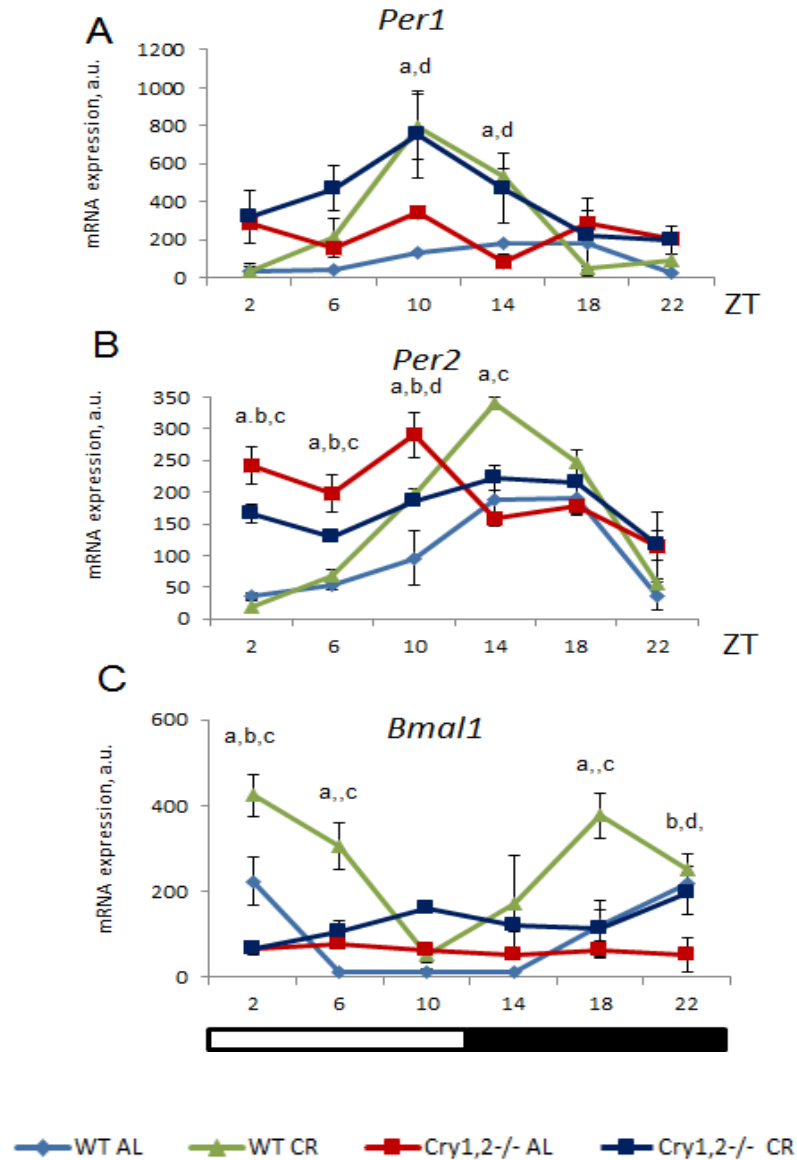 A
Per1
mRNA expression, a.u.
1200
1000
800
600
400
200
0
a,d
a,d
2 6 10 14 18 22 ZT
B
Per2
mRNA expression, a.u.
350
300
250
200
150
100
50
0
a.b,c
a,b,c
a,b,d
a,c
2 6 10 14 18 22 ZT
C
Bmal1
mRNA expression, a.u.
600
400
200
0
a,b,c
a,,c
a,,c
b,d,
2 6 10 14 18 22
WT AL WT CR Cry1,2-/- AL Cry1,2-/- CR